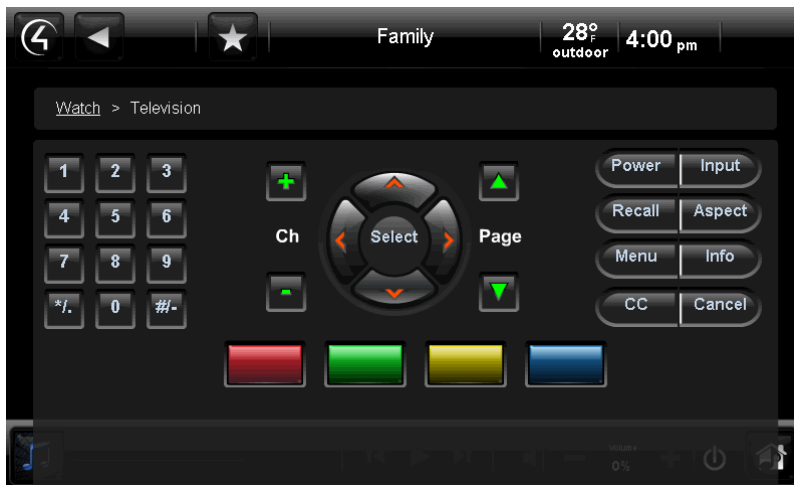 Family
28°F
outdoor
4:00 pm
Watch > Television
1 2 3
4 5 6
7 8 9
*/. 0 #/-
+
Ch
-
Select
Page
Power Input
Recall Aspect
Menu Info
CC Cancel
Volume
0%